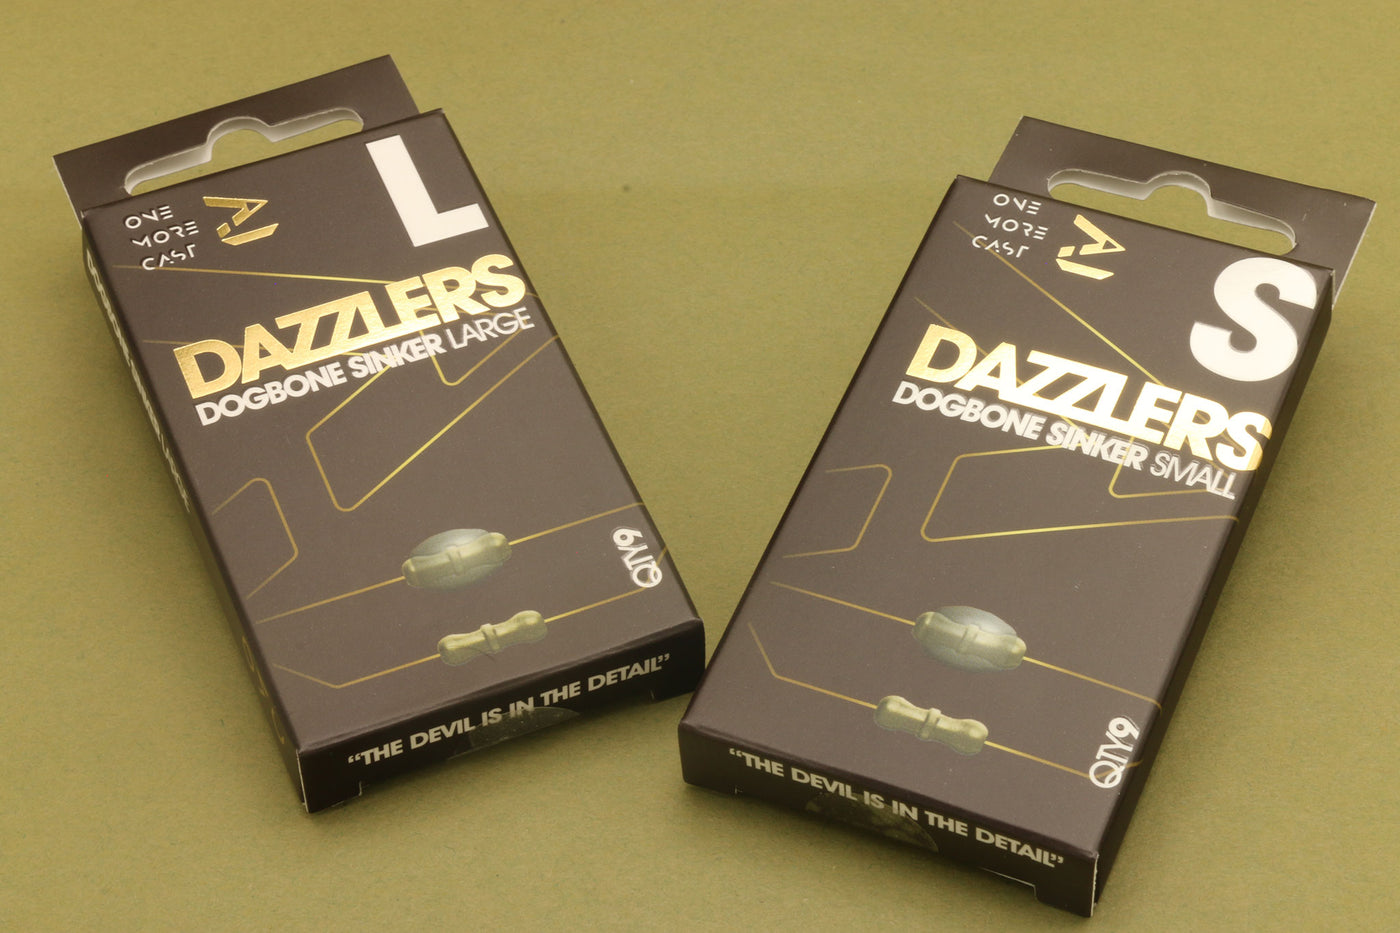 ONE
MORE
CAST
L
DAZZLERS
DOGBONE SINKER LARGE
QTY9
“THE DEVIL IS IN THE DETAIL”
ONE
MORE
CAST
S
DAZZLERS
DOGBONE SINKER SMALL
QTY9
“THE DEVIL IS IN THE DETAIL”